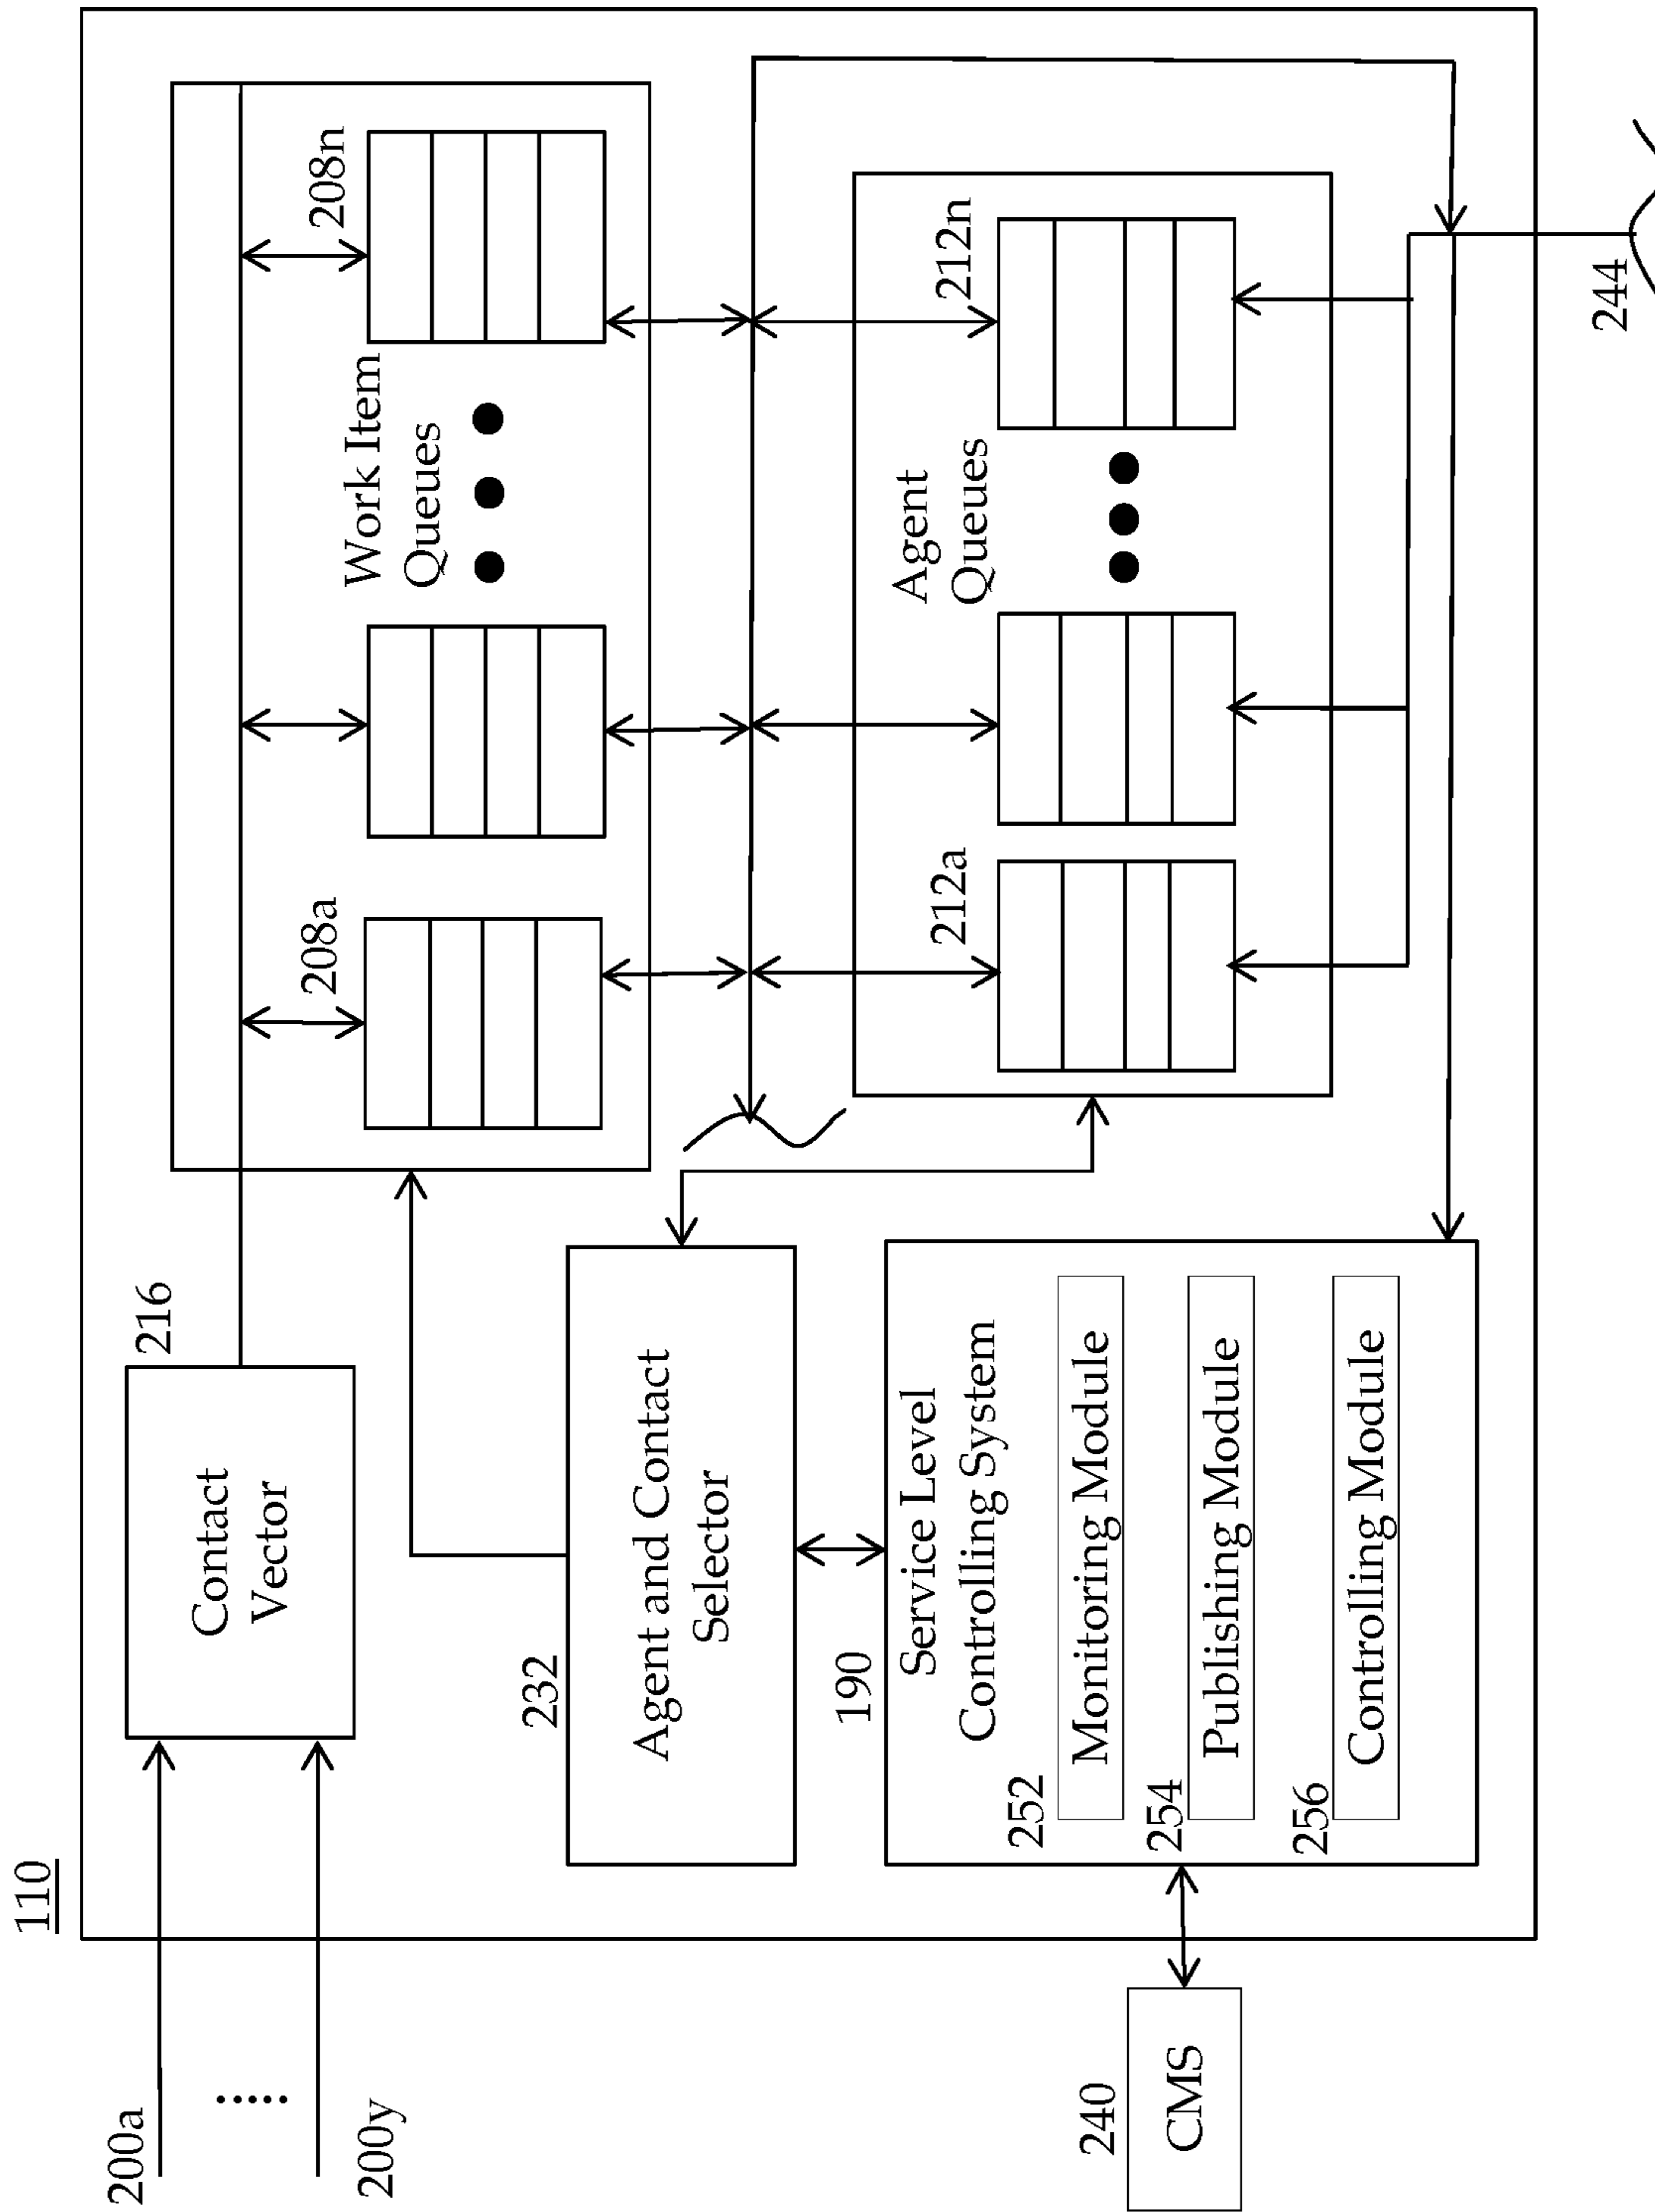 110
200a
200y
216
Contact
Vector
208a
208n
Work Item
Queues
232
Agent and Contact
Selector
212a
212n
Agent
Queues
190
Service Level
Controlling System
252
Monitoring Module
254
Publishing Module
256
Controlling Module
240
CMS
244